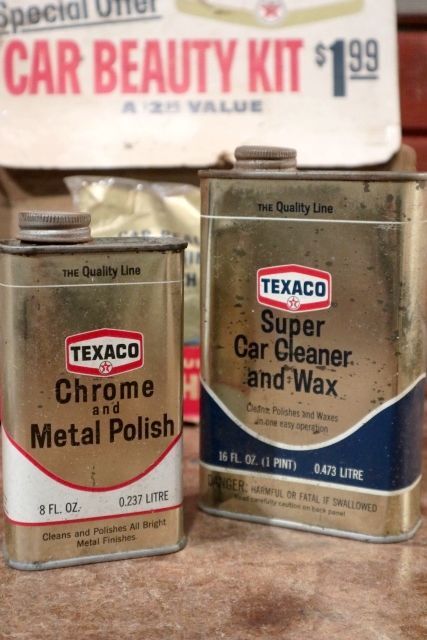 Special Offer
CAR BEAUTY KIT $1.99
A $2.25 VALUE
THE Quality Line
TEXACO
Chrome
and
Metal Polish
8 FL. OZ. 0.237 LITRE
Cleans and Polishes All Bright
Metal Finishes
THE Quality Line
TEXACO
Super
Car Cleaner
and Wax
Cleans, Polishes and Waxes
in one easy operation
16 FL. OZ. (1 PINT) 0.473 LITRE
DANGER: HARMFUL OR FATAL IF SWALLOWED
Read carefully caution on back panel